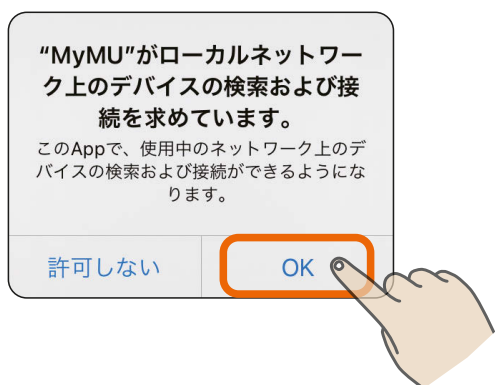 “MyMU”がローカルネットワー
ク上のデバイスの検索および接
続を求めています。
このAppで、使用中のネットワーク上のデ
バイスの検索および接続ができるようにな
ります。
許可しない
OK